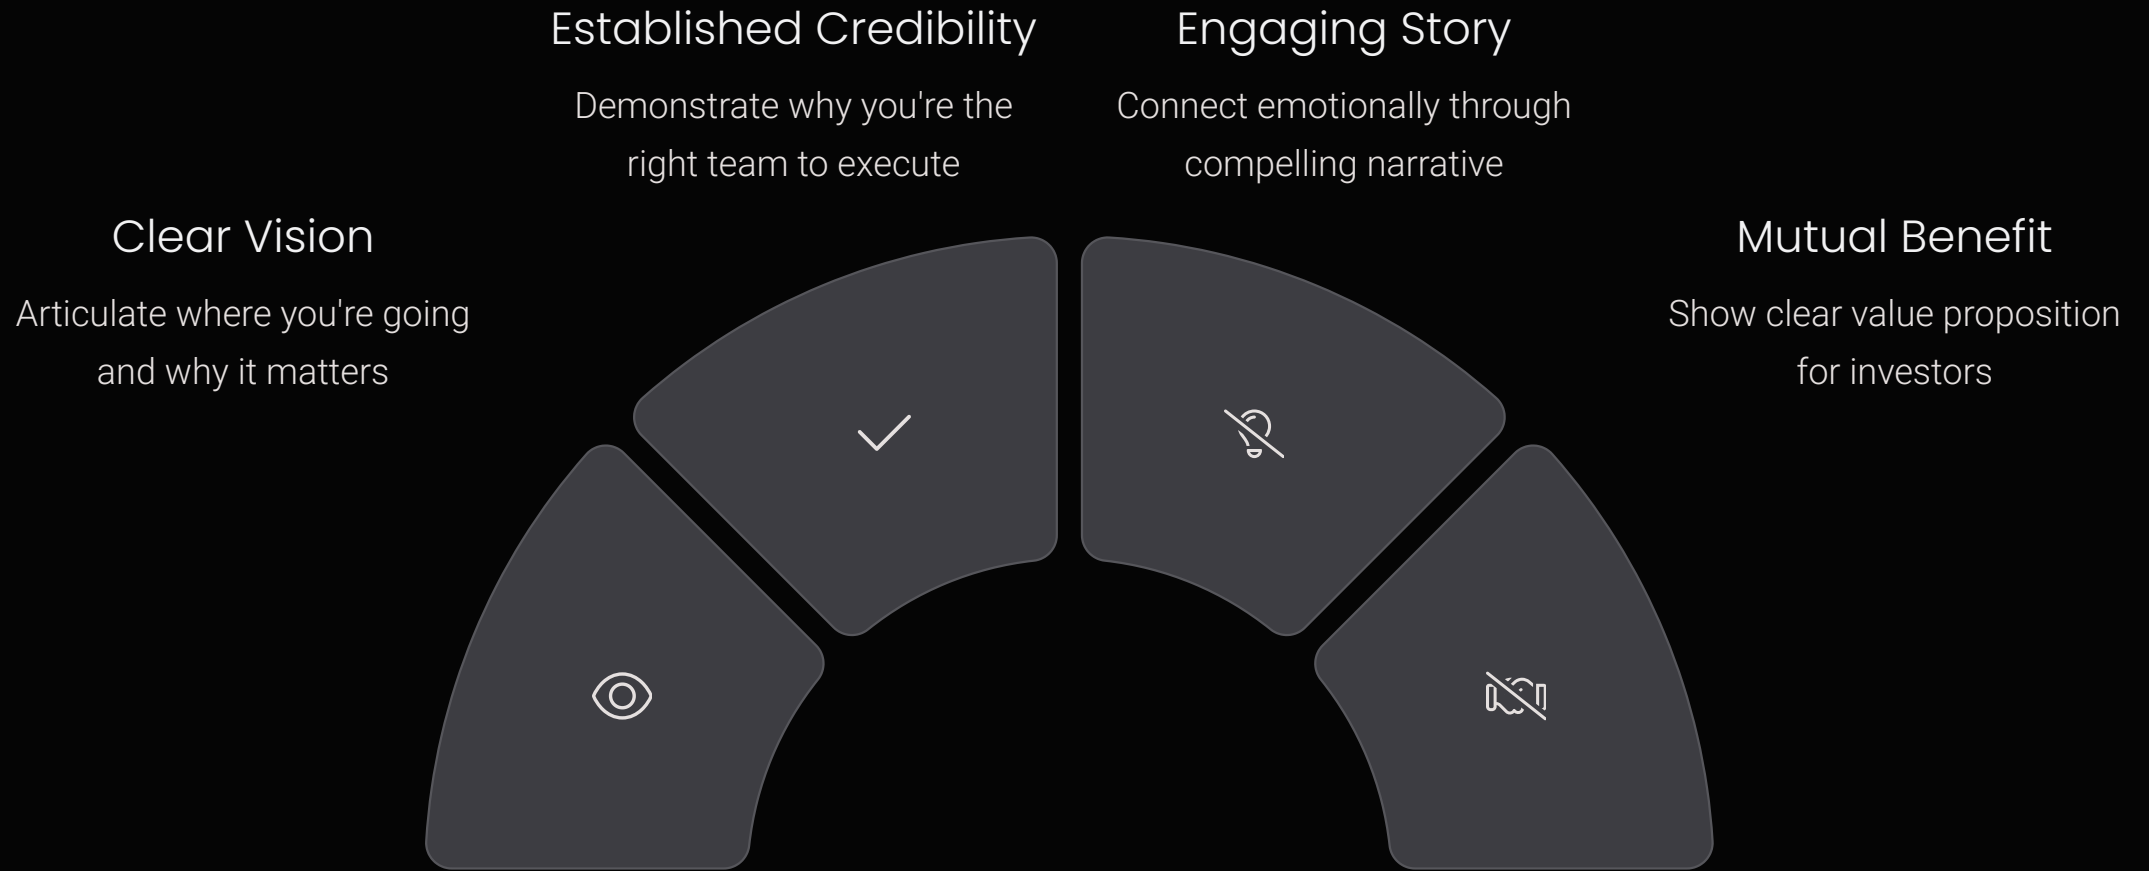 Established Credibility
Demonstrate why you're the
right team to execute
Engaging Story
Connect emotionally through
compelling narrative
Clear Vision
Articulate where you're going
and why it matters
Mutual Benefit
Show clear value proposition
for investors